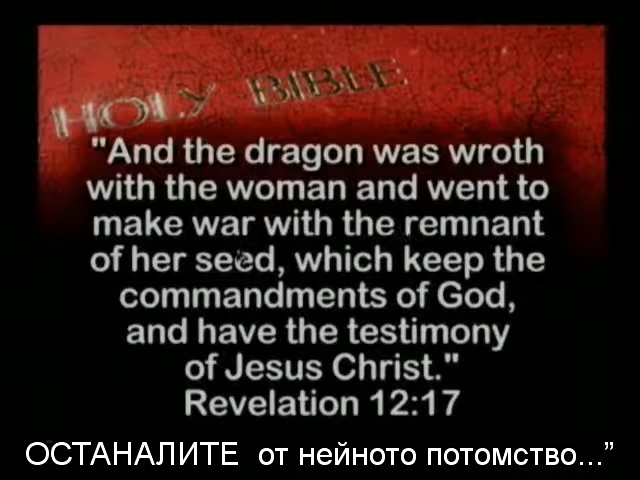 HOLY BIBLE
"And the dragon was wroth
with the woman and went to
make war with the remnant
of her seed, which keep the
commandments of God,
and have the testimony
of Jesus Christ."
Revelation 12:17
ОСТАНАЛИТЕ от нейното потомство...”